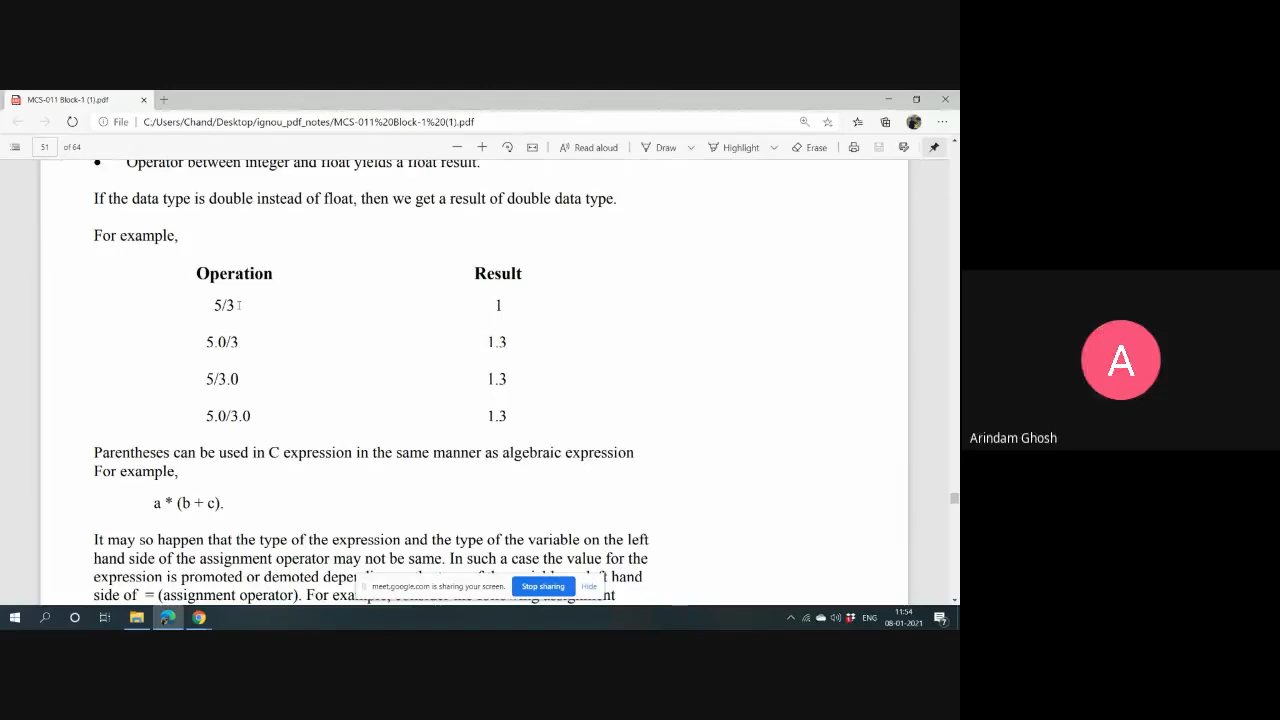 MCS-011 Block-1 (1).pdf
File
C:/Users/Chand/Desktop/ignou_pdf_notes/MCS-011%20Block-1%20(1).pdf
51 of 64
Read aloud
Draw
Highlight
Erase
• Operator between integer and float yields a float result.
If the data type is double instead of float, then we get a result of double data type.
For example,
Operation Result
5/3 1
5.0/3 1.3
5/3.0 1.3
5.0/3.0 1.3
Parentheses can be used in C expression in the same manner as algebraic expression
For example,
a * (b + c).
It may so happen that the type of the expression and the type of the variable on the left
hand side of the assignment operator may not be same. In such a case the value for the
expression is promoted or demoted hand
side of = (assignment operator). For example,
meet.google.com is sharing your screen. Stop sharing Hide
ENG
11:54
08-01-2021
A
Arindam Ghosh